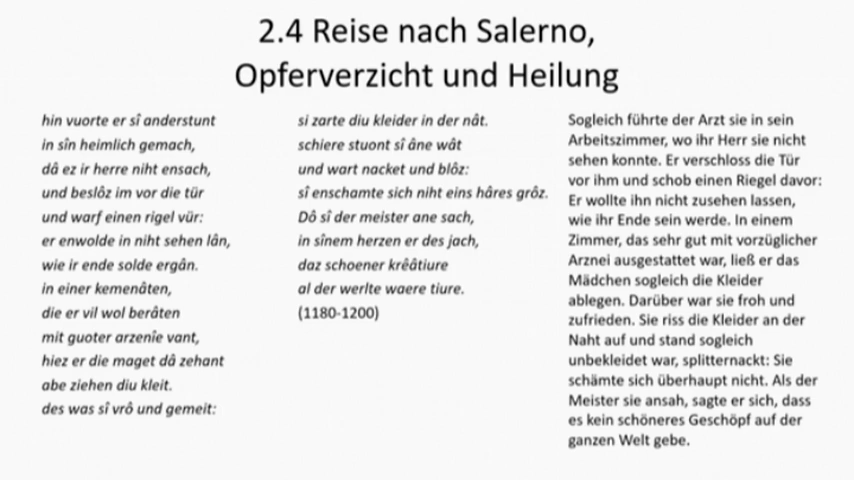 2.4 Reise nach Salerno,
Opferverzicht und Heilung
hin vuorte er sî anderstunt
in sîn heimlich gemach,
dâ ez ir herre niht ensach,
und beslôz im vor die tür
und warf einen rigel vür:
er enwolde in niht sehen lân,
wie ir ende solde ergân.
in einer kemenâten,
die er vil wol berâten
mit guoter arzenîe vant,
hiez er die maget dâ zehant
abe ziehen diu kleit.
des was sî vrô und gemeit:
si zarte diu kleider in der nât.
schiere stuont sî âne wât
und wart nacket und blôz:
sî enschamte sich niht eins hâres grôz.
Dô sî der meister ane sach,
in sînem herzen er des jach,
daz schoener krêâtiure
al der werlte waere tiure.
(1180-1200)
Sogleich führte der Arzt sie in sein
Arbeitszimmer, wo ihr Herr sie nicht
sehen konnte. Er verschloss die Tür
vor ihm und schob einen Riegel davor:
Er wollte ihn nicht zusehen lassen,
wie ihr Ende sein werde. In einem
Zimmer, das sehr gut mit vorzüglicher
Arznei ausgestattet war, ließ er das
Mädchen sogleich die Kleider
ablegen. Darüber war sie froh und
zufrieden. Sie riss die Kleider an der
Naht auf und stand sogleich
unbekleidet war, splitternackt: Sie
schämte sich überhaupt nicht. Als der
Meister sie ansah, sagte er sich, dass
es kein schöneres Geschöpf auf der
ganzen Welt gebe.